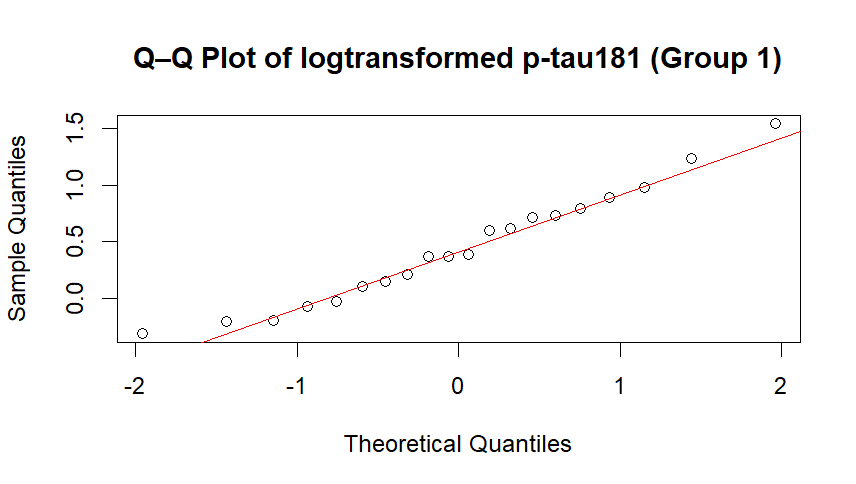 Q–Q Plot of logtransformed p-tau181 (Group 1)
Sample Quantiles
1.5
1.0
0.5
0.0
-2 -1 0 1 2
Theoretical Quantiles